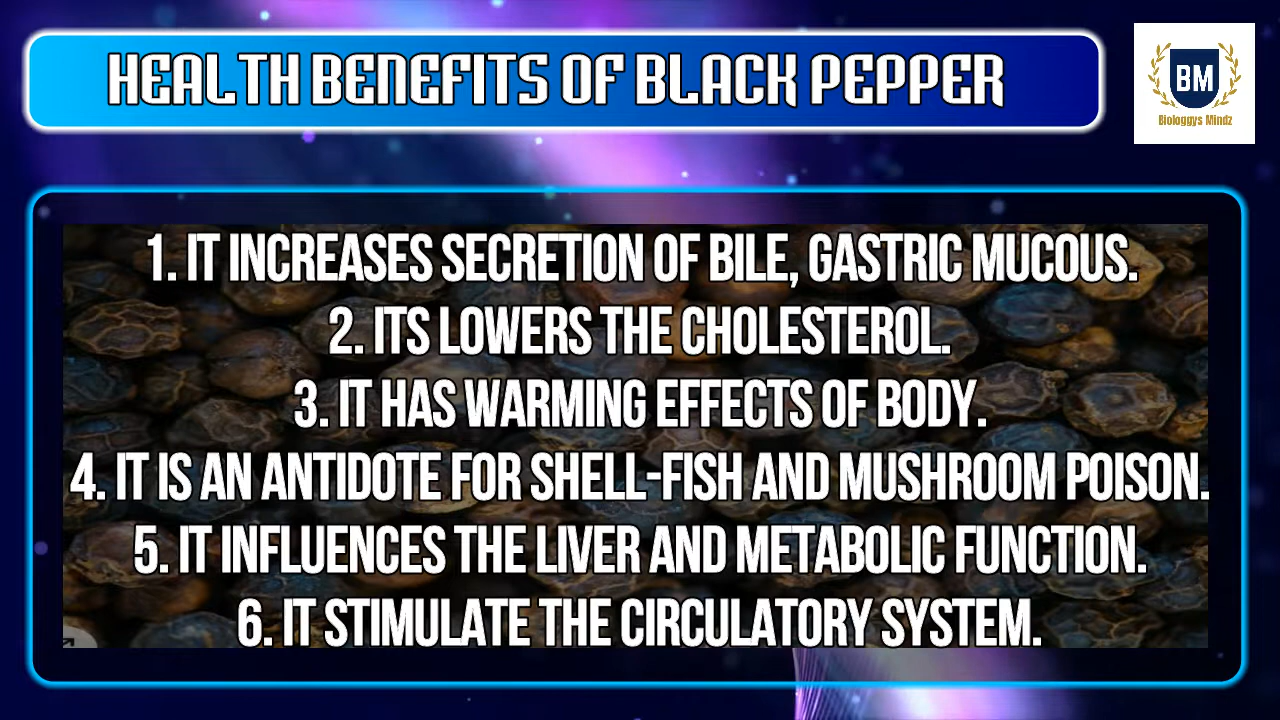 HEALTH BENEFITS OF BLACK PEPPER
BM
Biologgys Mindz
1. IT INCREASES SECRETION OF BILE, GASTRIC MUCOUS.
2. ITS LOWERS THE CHOLESTEROL.
3. IT HAS WARMING EFFECTS OF BODY.
4. IT IS AN ANTIDOTE FOR SHELL-FISH AND MUSHROOM POISON.
5. IT INFLUENCES THE LIVER AND METABOLIC FUNCTION.
6. IT STIMULATE THE CIRCULATORY SYSTEM.